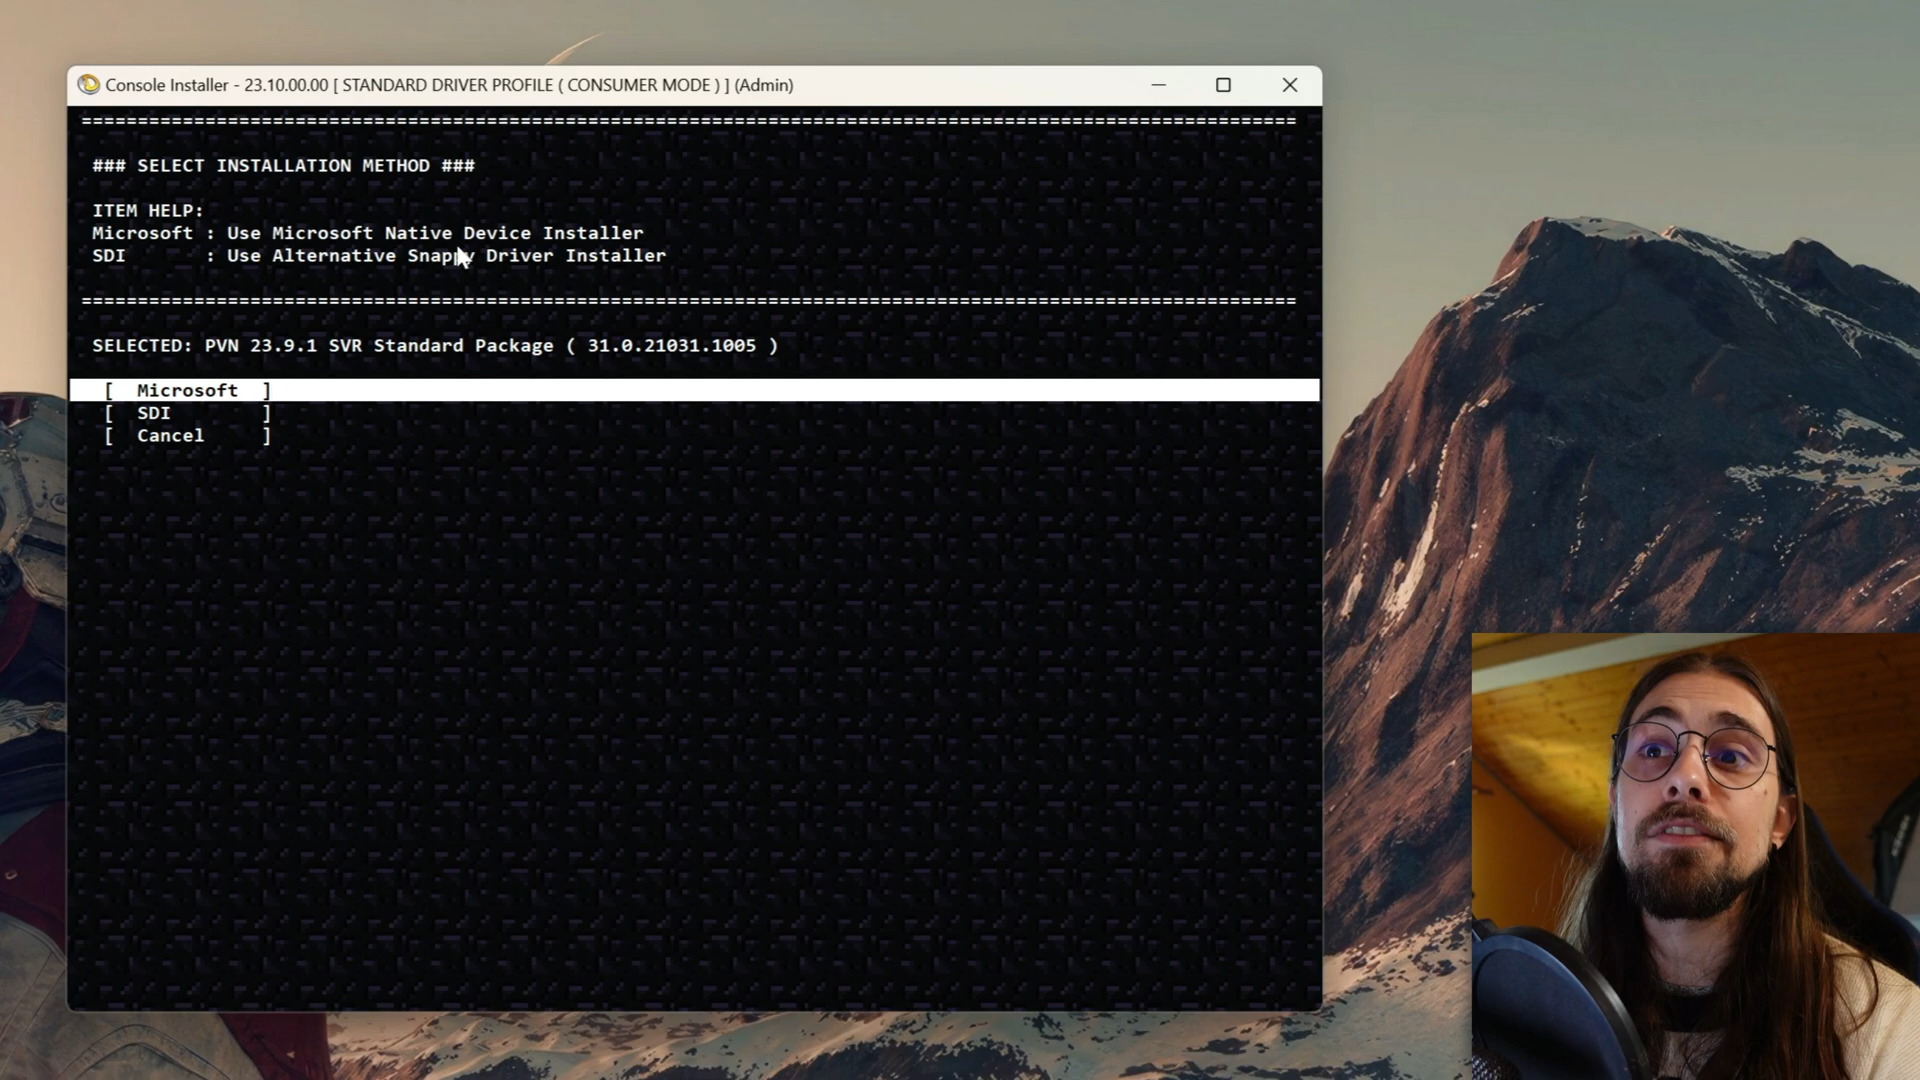 Console Installer - 23.10.00.00 [ STANDARD DRIVER PROFILE ( CONSUMER MODE ) ] (Admin)
============================================================================================================
### SELECT INSTALLATION METHOD ###
ITEM HELP:
Microsoft : Use Microsoft Native Device Installer
SDI : Use Alternative Snappy Driver Installer
============================================================================================================
SELECTED: PVN 23.9.1 SVR Standard Package ( 31.0.21031.1005 )
[ Microsoft ]
[ SDI ]
[ Cancel ]